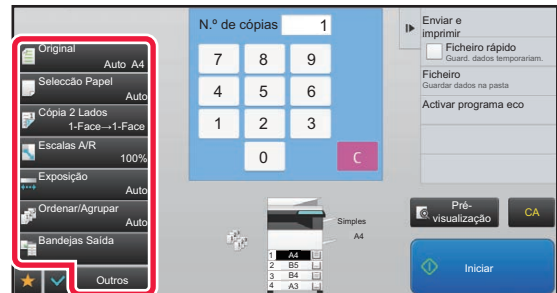 Original
Auto A4
Seleccão Papel
Auto
Cópia 2 Lados
1-Face→1-Face
Escalas A/R
100%
Exposição
Auto
Ordenar/Agrupar
Auto
Bandejas Saída
Outros
N.º de cópias 1
7 8 9
4 5 6
1 2 3
0 C
Simples
A4
1 A4
2 B5
3 B4
4 A3
Enviar e
imprimir
Ficheiro rápido
Guard. dados temporariam.
Ficheiro
Guardar dados na pasta
Activar programa eco
Pré-
visualização
CA
Iniciar